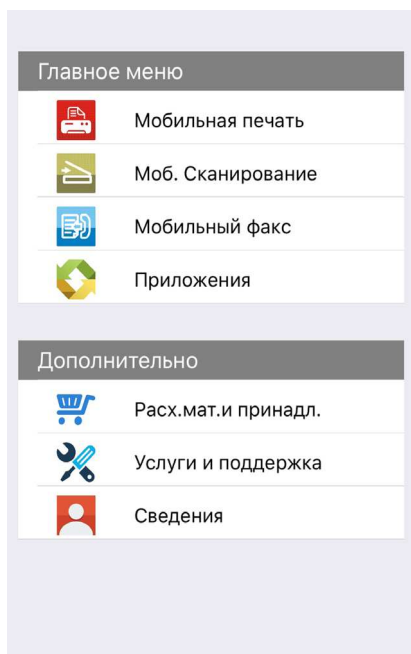 Главное меню
Мобильная печать
Моб. Сканирование
Мобильный факс
Приложения
Дополнительно
Расх.мат.и принадл.
Услуги и поддержка
Сведения